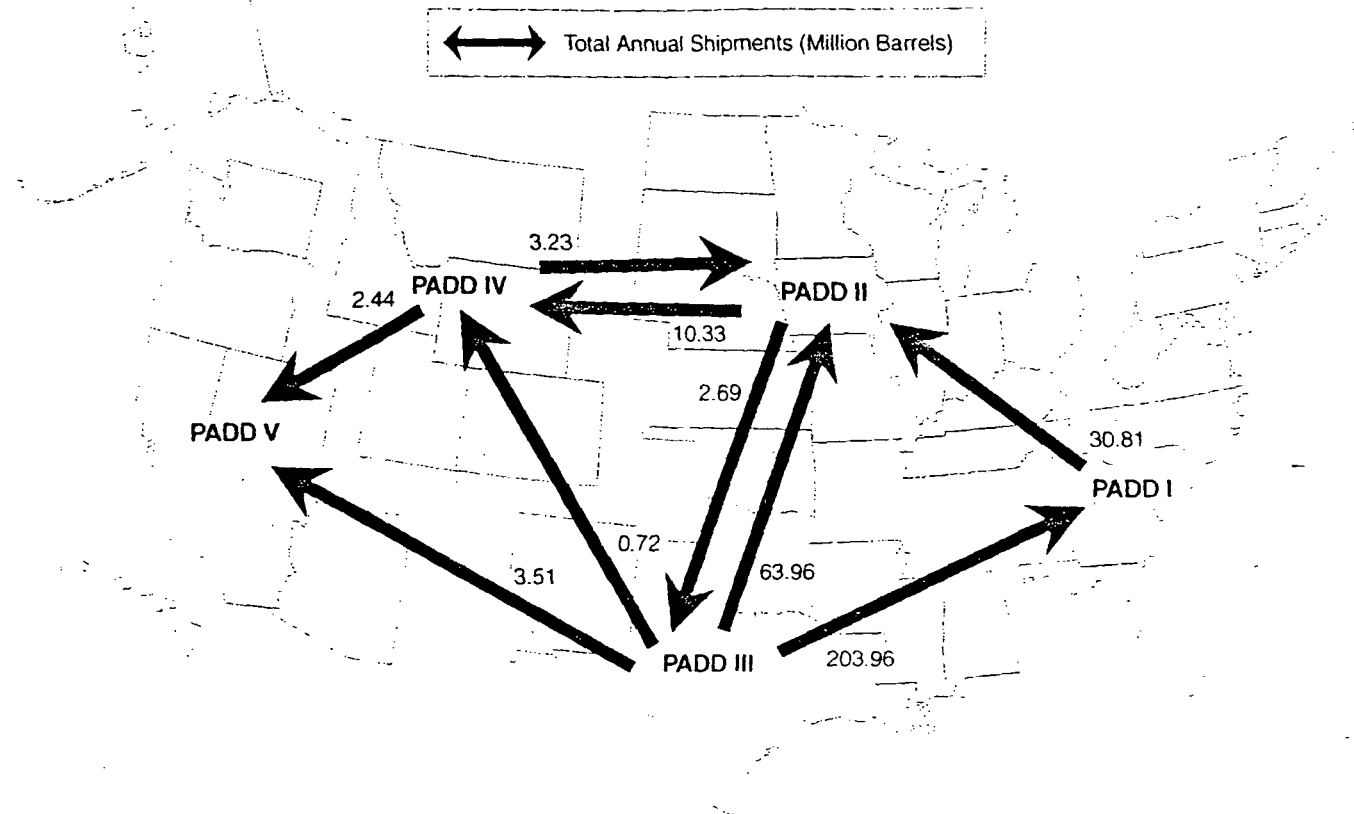 Total Annual Shipments (Million Barrels)
3.23
PADD IV
PADD II
2.44
10.33
2.69
PADD V
30.81
PADD I
0.72
63.96
3.51
PADD III
203.96